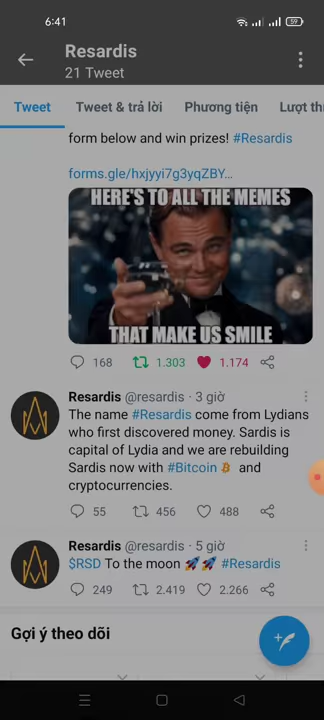 6:41
59
Resardis
21 Tweet
Tweet Tweet & trả lời Phương tiện Lượt th
form below and win prizes! #Resardis
forms.gle/hxjyyi7g3yqZBY...
HERE'S TO ALL THE MEMES
THAT MAKE US SMILE
168 1.303 1.174
Resardis @resardis · 3 giờ
The name #Resardis come from Lydians
who first discovered money. Sardis is
capital of Lydia and we are rebuilding
Sardis now with #Bitcoin and
cryptocurrencies.
55 456 488
Resardis @resardis · 5 giờ
$RSD To the moon 🚀🚀 #Resardis
249 2.419 2.266
Gợi ý theo dõi